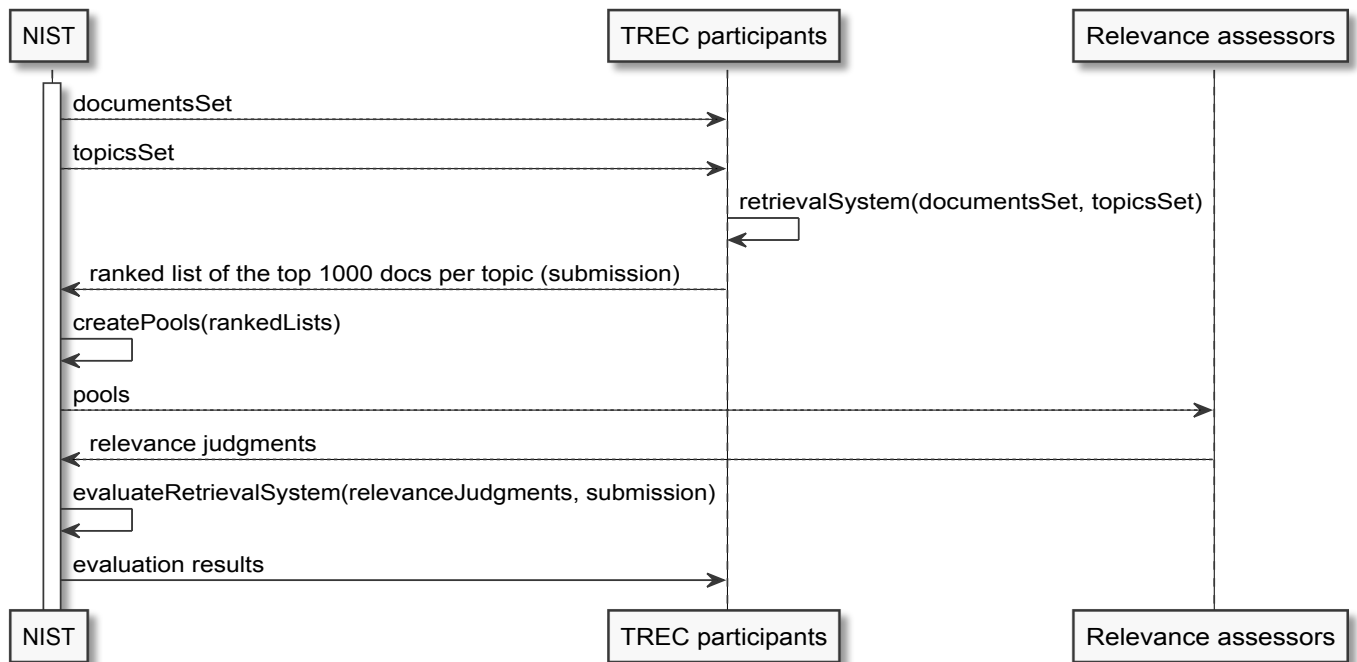 NIST
TREC participants
Relevance assessors
documentsSet
topicsSet
retrievalSystem(documentsSet, topicsSet)
ranked list of the top 1000 docs per topic (submission)
createPools(rankedLists)
pools
relevance judgments
evaluateRetrievalSystem(relevanceJudgments, submission)
evaluation results
NIST
TREC participants
Relevance assessors